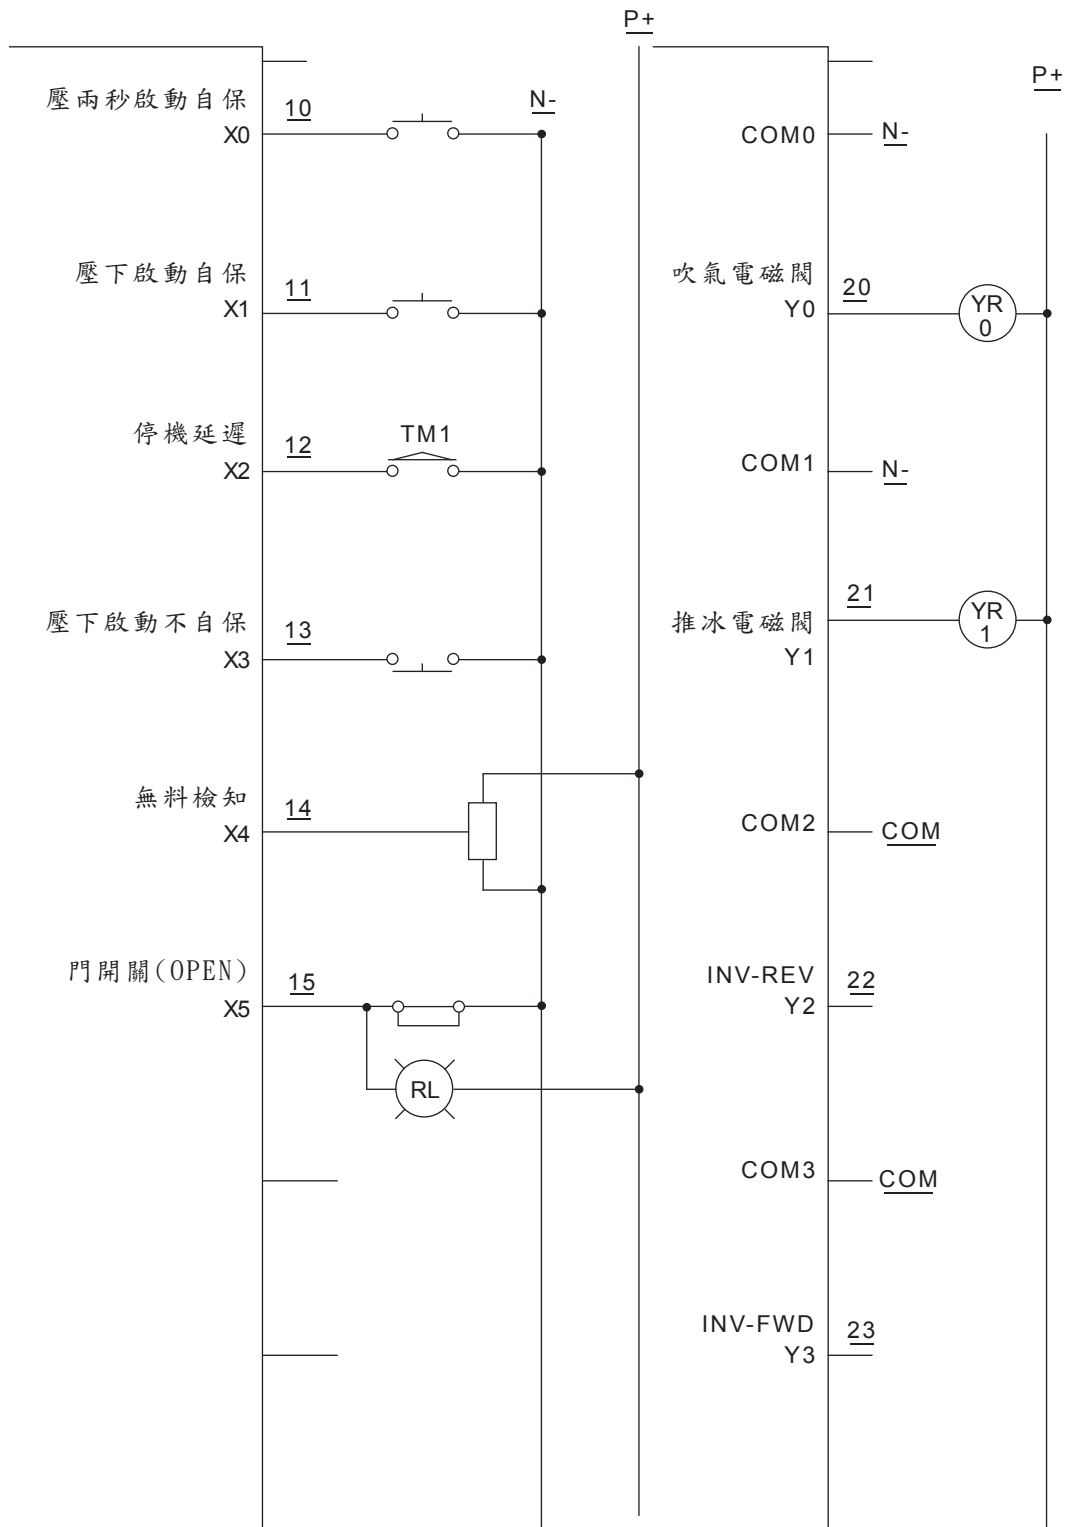 P+
壓兩秒啟動自保
X0
10
N-
壓下啟動自保
X1
11
停機延遲
X2
12
TM1
壓下啟動不自保
X3
13
無料檢知
X4
14
門開關(OPEN)
X5
15
RL
P+
COM0
N-
吹氣電磁閥
Y0
20
YR
0
COM1
N-
推冰電磁閥
Y1
21
YR
1
COM2
COM
INV-REV
Y2
22
COM3
COM
INV-FWD
Y3
23